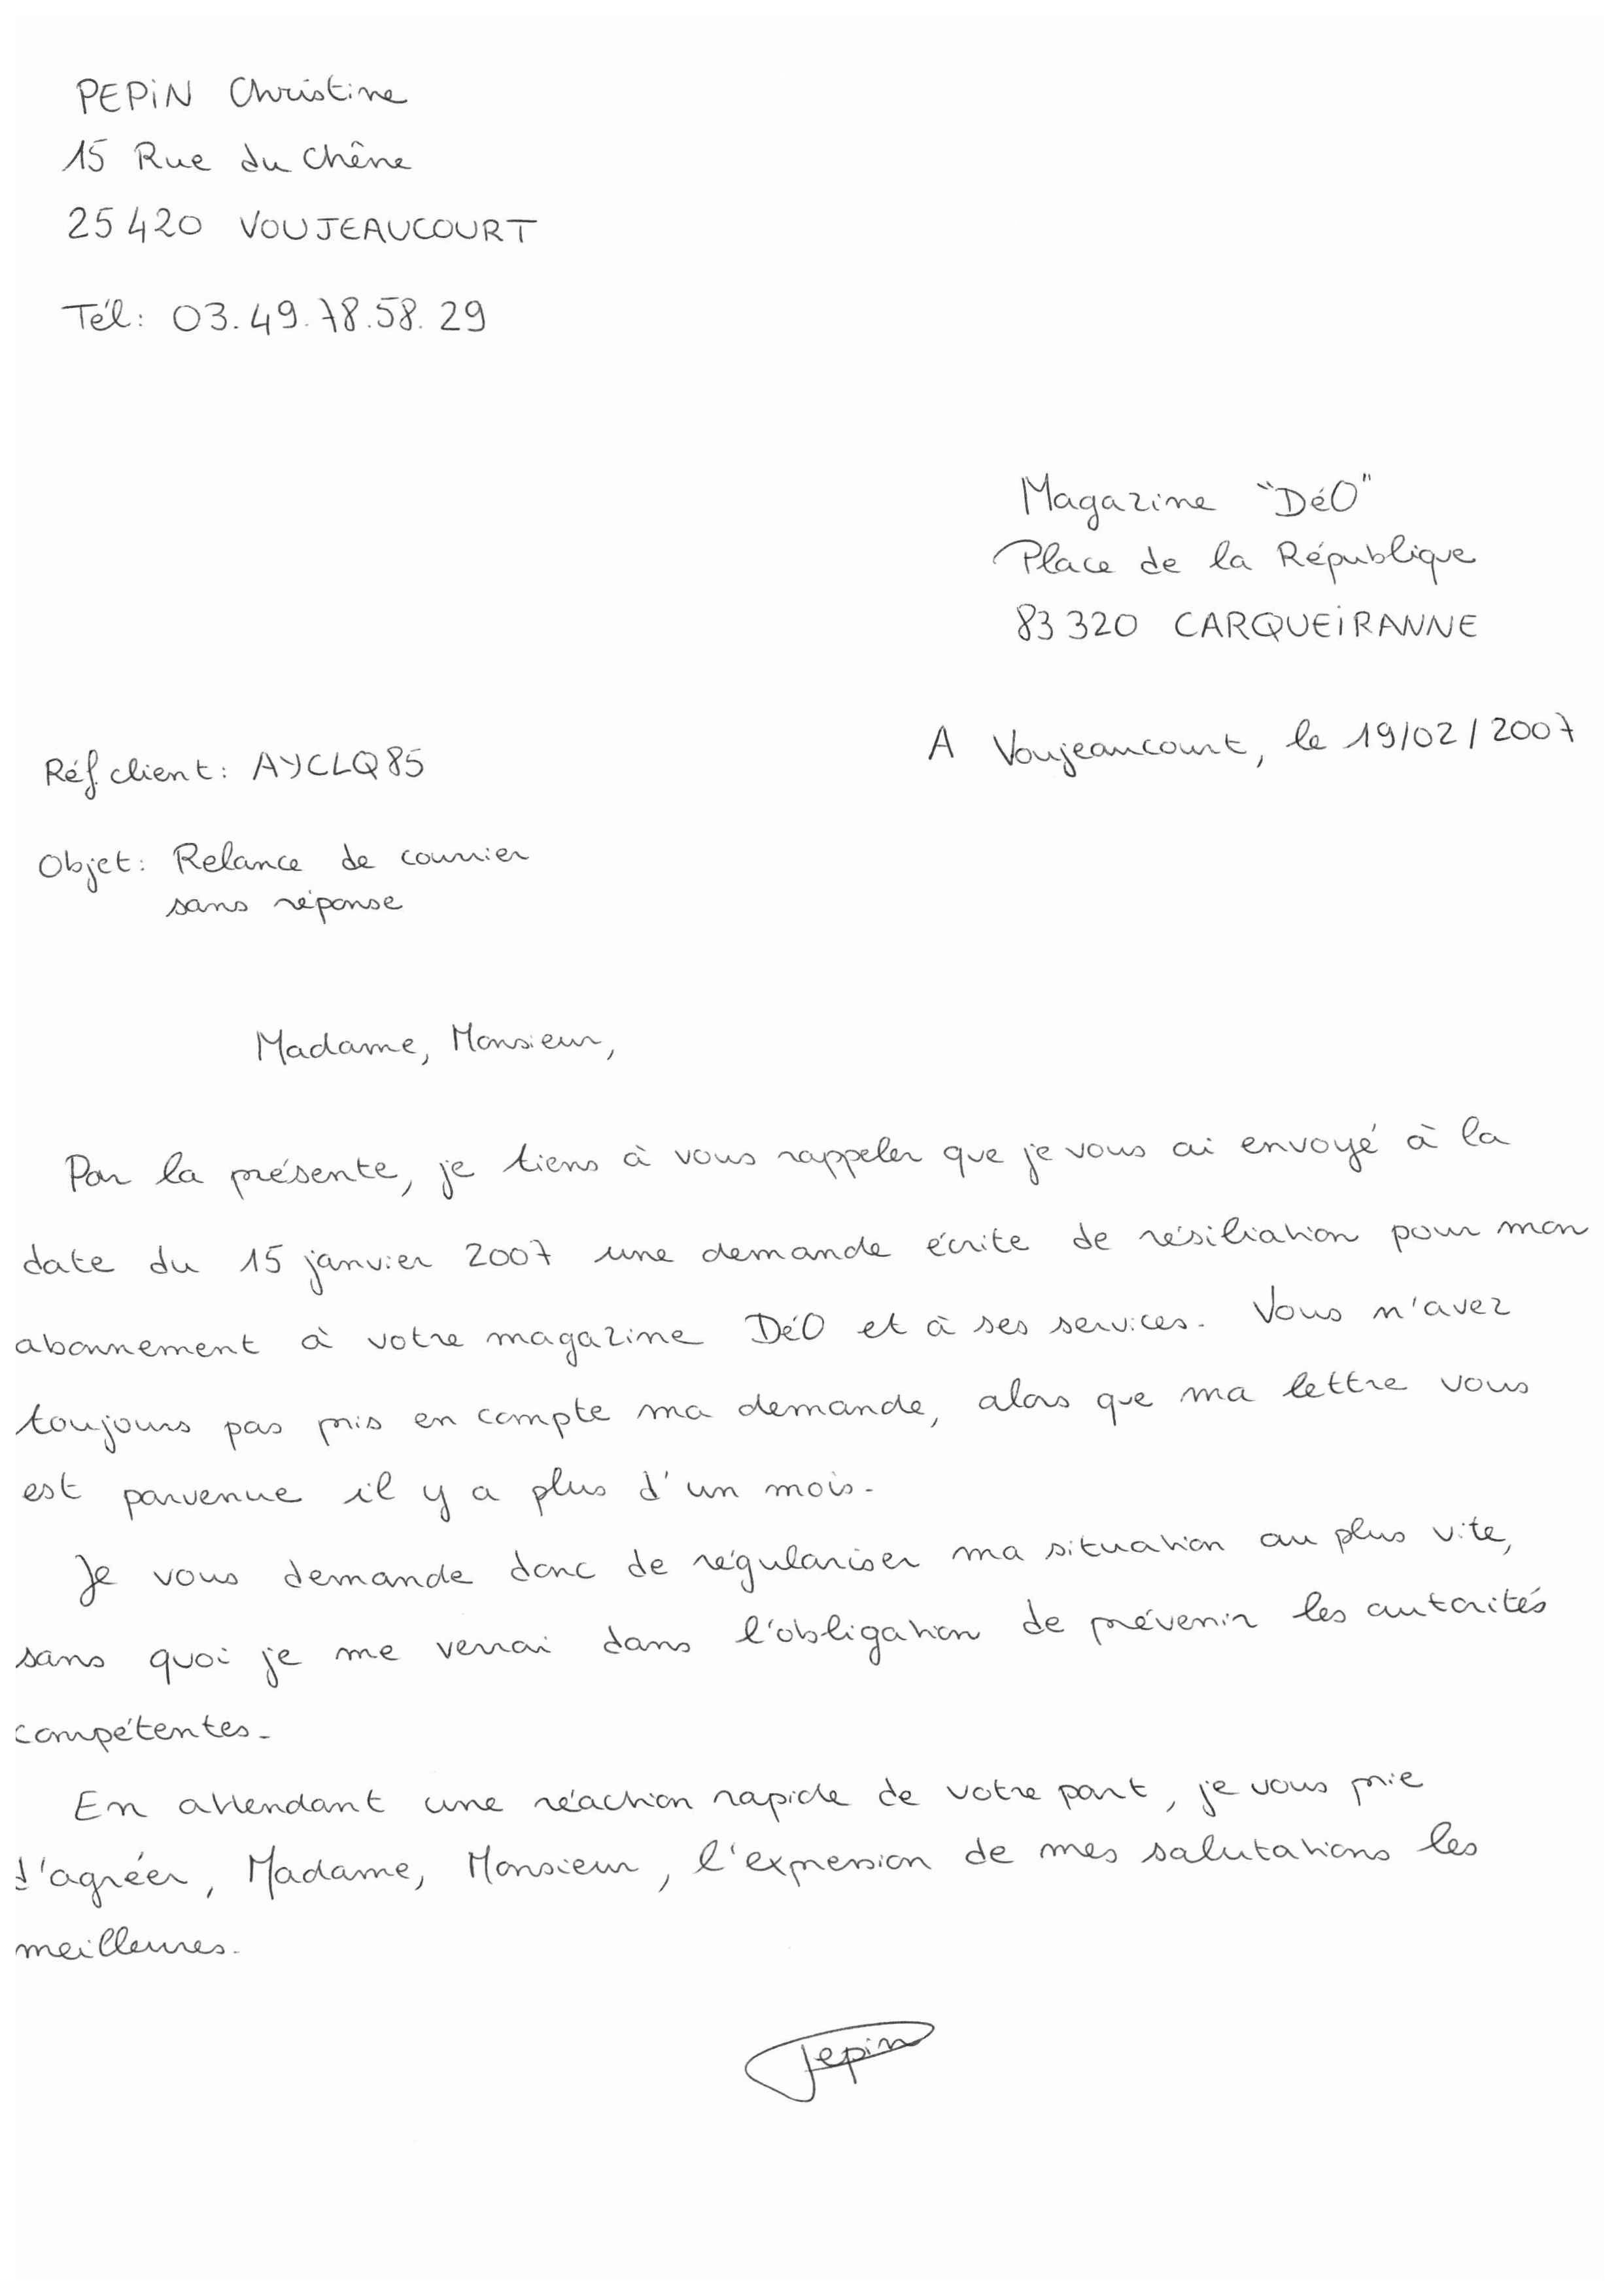 PEPIN Christine
15 Rue du Chêne
25420 VOUJEAUCOURT
Tél: 03.49.78.58.29
Magazine "DéO"
Place de la République
83320 CARQUEIRANNE
A Voujeaucourt, le 19/02/2007
Réf client: AYCLQ85
Objet: Relance de courrier
sans réponse
Madame, Monsieur,
Par la présente, je tiens à vous rappeler que je vous ai envoyé à la
date du 15 janvier 2007 une demande écrite de résiliation pour mon
abonnement à votre magazine DéO et à ses services. Vous n'avez
toujours pas pris en compte ma demande, alors que ma lettre vous
est parvenue il y a plus d'un mois.
Je vous demande donc de régulariser ma situation au plus vite,
sans quoi je me verrai dans l'obligation de prévenir les autorités
compétentes.
En attendant une réaction rapide de votre part, je vous prie
d'agréer, Madame, Monsieur, l'expression de mes salutations les
meilleures.
Pepin